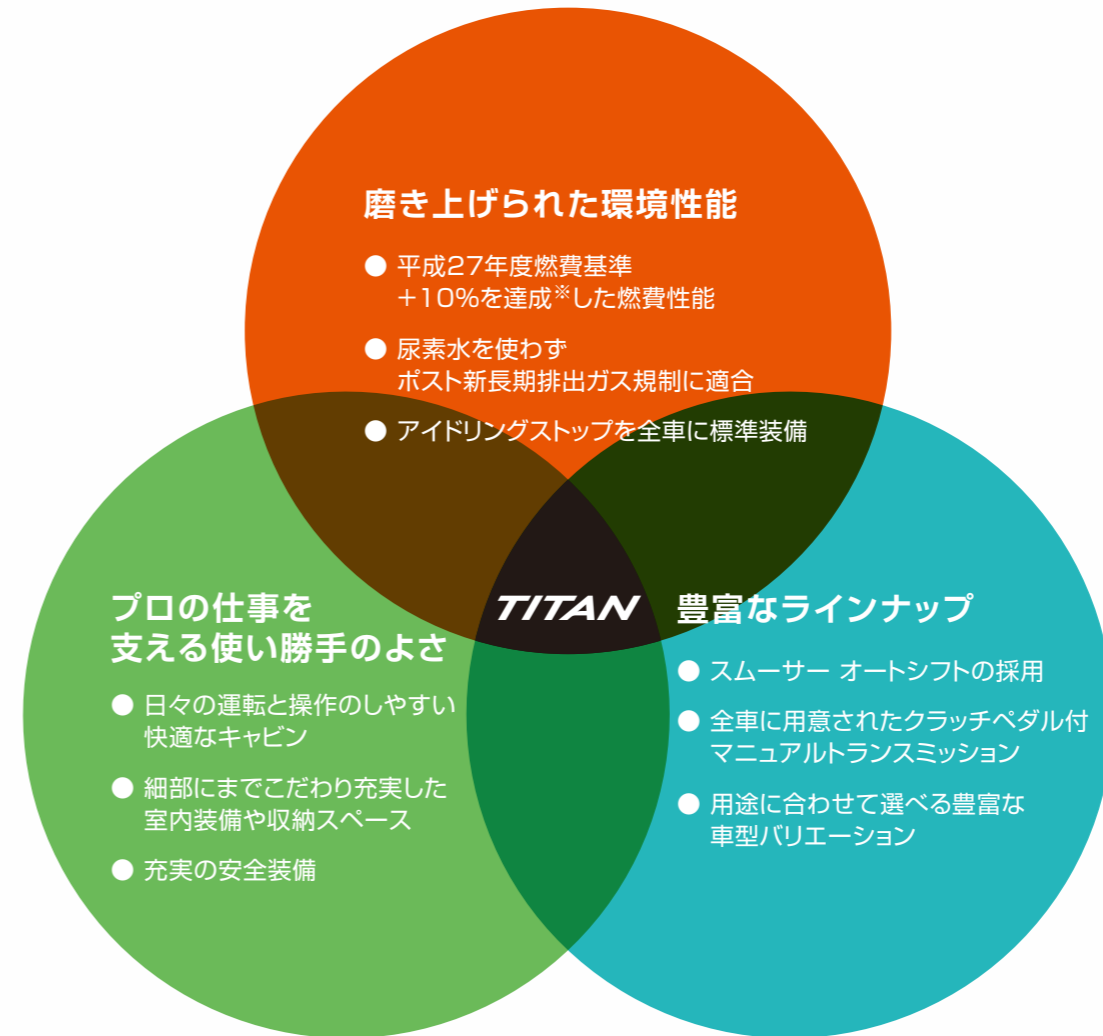 磨き上げられた環境性能
● 平成27年度燃費基準
+10%を達成※した燃費性能
● 尿素水を使わず
ポスト新長期排出ガス規制に適合
● アイドリングストップを全車に標準装備
プロの仕事を
支える使い勝手のよさ
● 日々の運転と操作のしやすい
快適なキャビン
● 細部にまでこだわり充実した
室内装備や収納スペース
● 充実の安全装備
TITAN
豊富なラインナップ
● スムーサー オートシフトの採用
● 全車に用意されたクラッチペダル付
マニュアルトランスミッション
● 用途に合わせて選べる豊富な
車型バリエーション